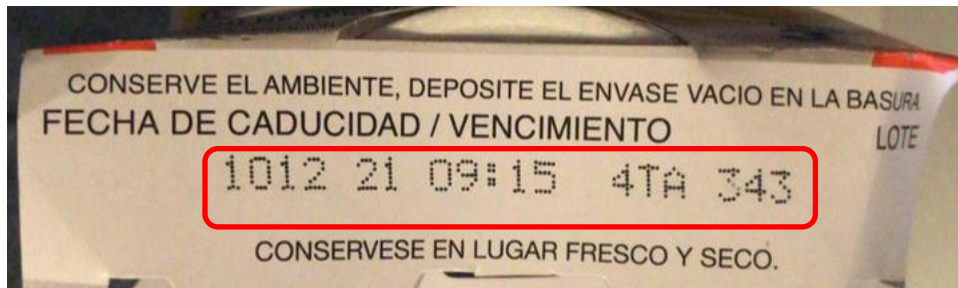 CONSERVE EL AMBIENTE, DEPOSITE EL ENVASE VACIO EN LA BASURA.
FECHA DE CADUCIDAD / VENCIMIENTO LOTE
1012 21 09:15 4TA 343
CONSERVESE EN LUGAR FRESCO Y SECO.